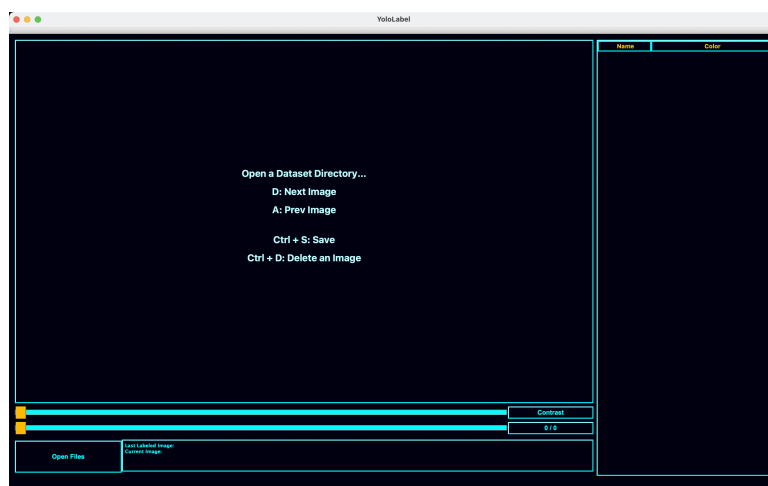 YoloLabel
Name
Color
Open a Dataset Directory...
D: Next Image
A: Prev Image
Ctrl + S: Save
Ctrl + D: Delete an Image
Contrast
0 / 0
Open Files
Last Labeled Image:
Current Image: